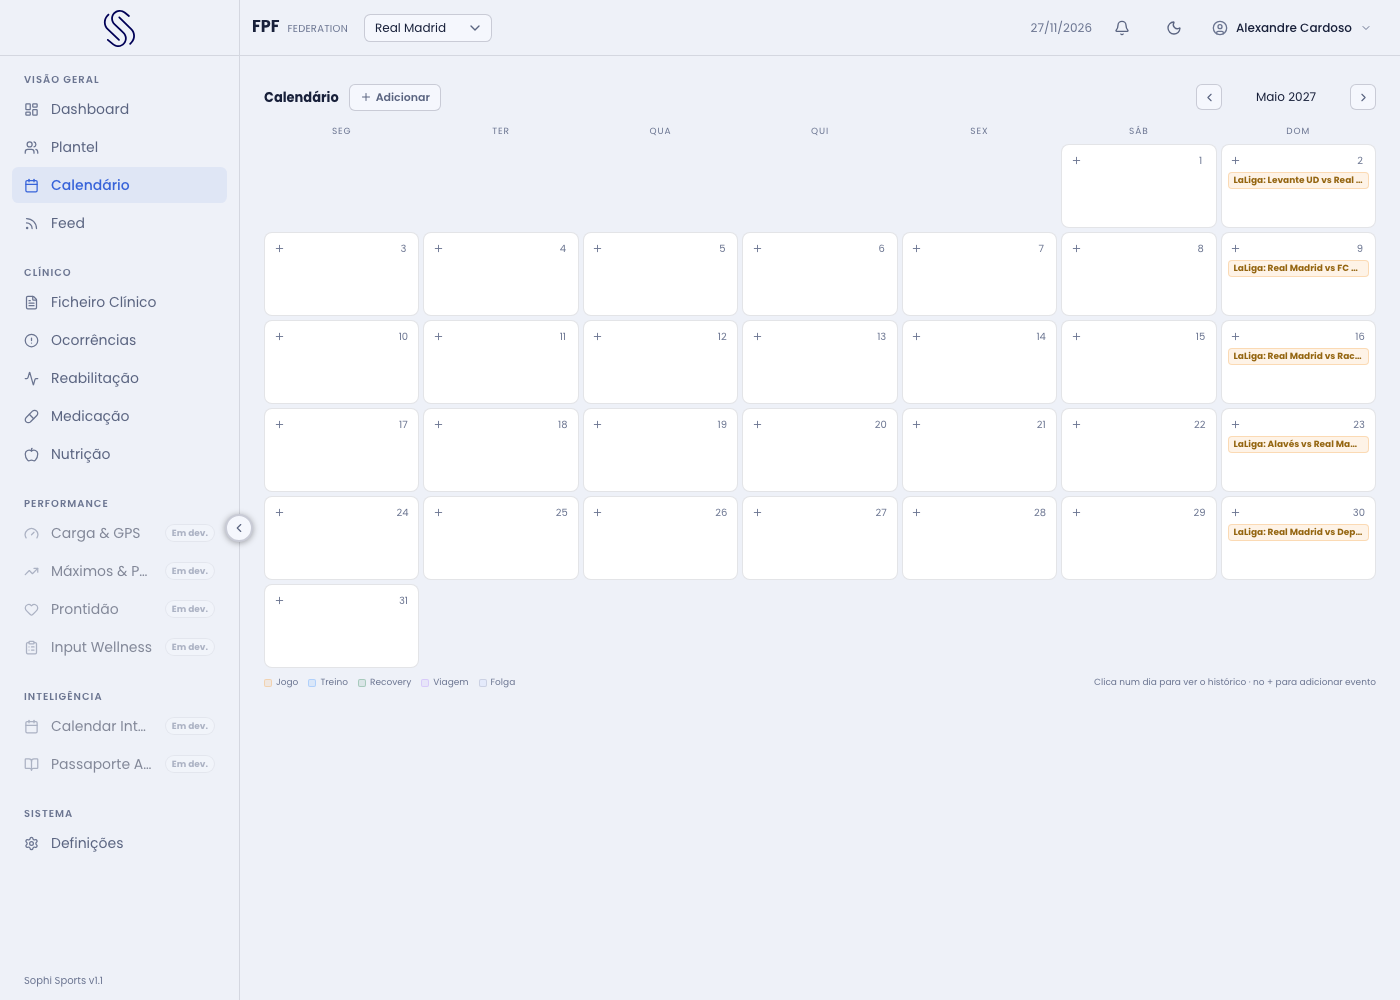 FPF FEDERATION Real Madrid
27/11/2026
Alexandre Cardoso
VISÃO GERAL
Dashboard
Plantel
Calendário
Feed
CLÍNICO
Ficheiro Clínico
Ocorrências
Reabilitação
Medicação
Nutrição
PERFORMANCE
Carga & GPS Em dev.
Máximos & P... Em dev.
Prontidão Em dev.
Input Wellness Em dev.
INTELIGÊNCIA
Calendar Int... Em dev.
Passaporte A... Em dev.
SISTEMA
Definições
Sophi Sports v1.1
Calendário + Adicionar
Maio 2027
SEG TER QUA QUI SEX SÁB DOM
+ 1 + 2
LaLiga: Levante UD vs Real ...
+ 3 + 4 + 5 + 6 + 7 + 8 + 9
LaLiga: Real Madrid vs FC ...
+ 10 + 11 + 12 + 13 + 14 + 15 + 16
LaLiga: Real Madrid vs Rac...
+ 17 + 18 + 19 + 20 + 21 + 22 + 23
LaLiga: Alavés vs Real Ma...
+ 24 + 25 + 26 + 27 + 28 + 29 + 30
LaLiga: Real Madrid vs Dep...
+ 31
Jogo Treino Recovery Viagem Folga
Clica num dia para ver o histórico · no + para adicionar evento